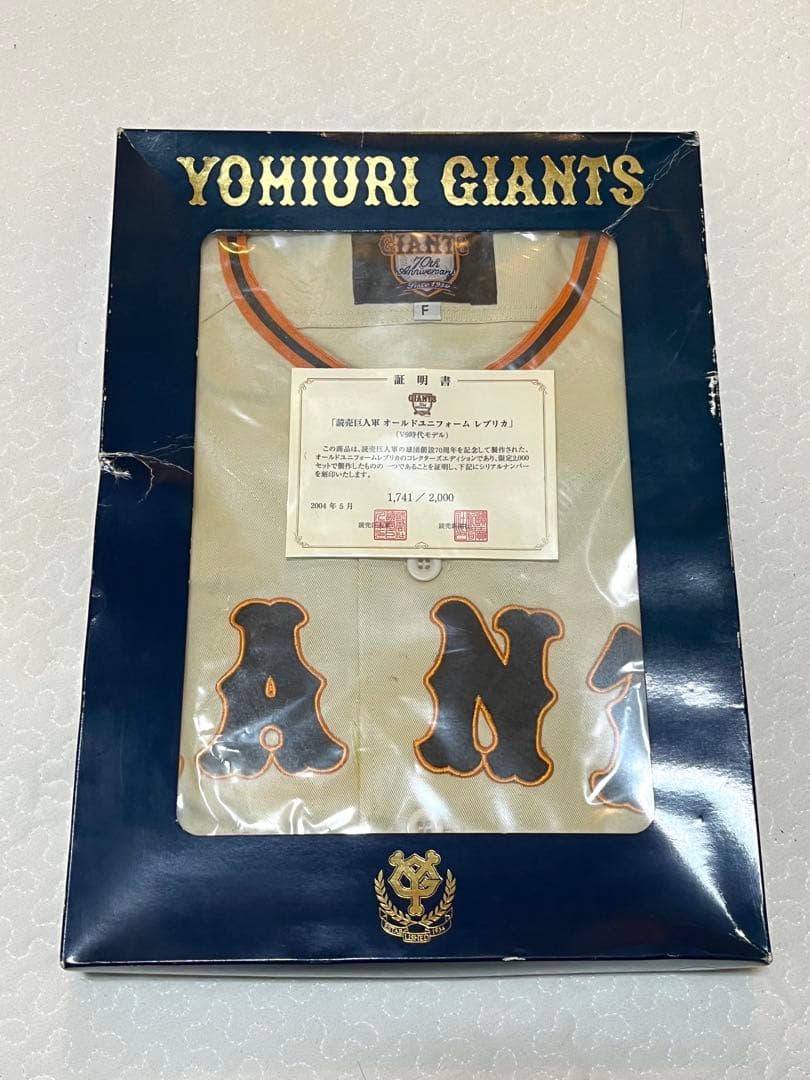 YOMIURI GIANTS
GIANTS
70th
Anniversary
Since 1934
F
証明書
GIANTS
「読売巨人軍 オールドユニフォーム レプリカ」
(V9時代モデル)
この商品は、読売巨人軍の球団創設70周年を記念して製作された、
オールドユニフォームレプリカのコレクターズエディションであり、限定2,000
セットで製作したものの一つであることを証明し、下記にシリアルナンバー
を刻印いたします。
1,741／2,000
2004年5月
読売巨人軍
A N T
YG